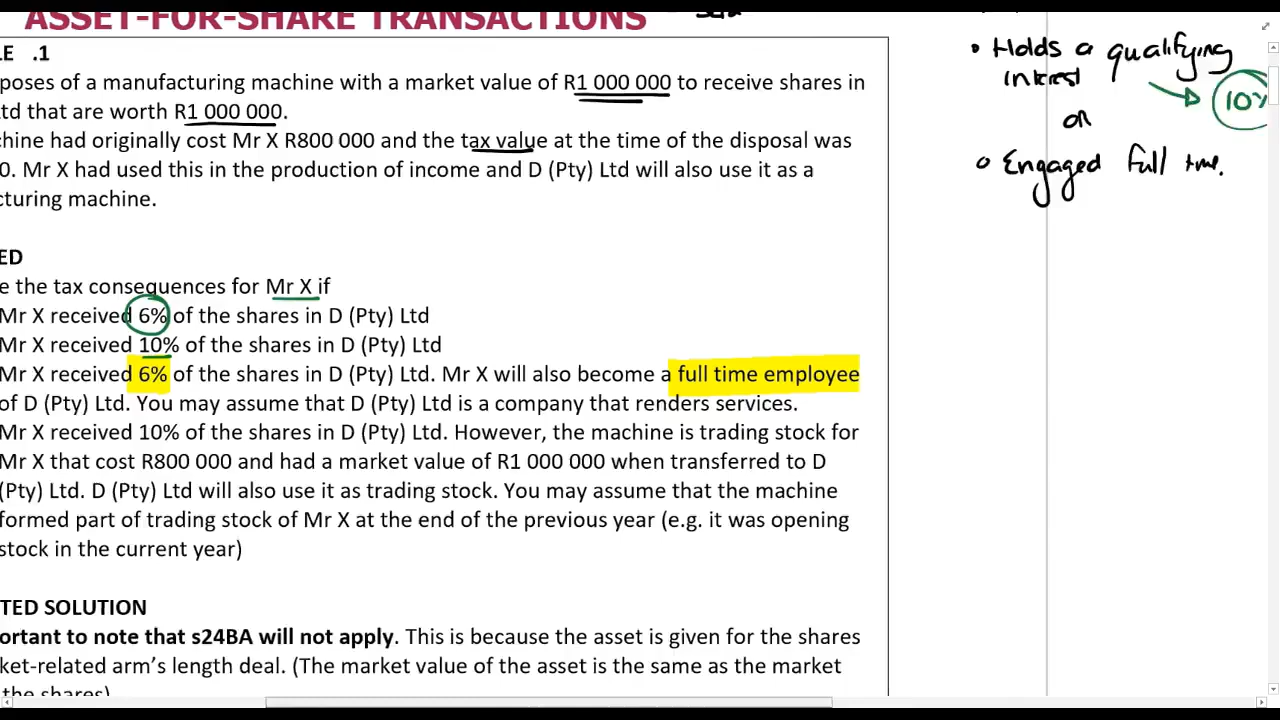 ASSET-FOR-SHARE TRANSACTIONS
LE .1
poses of a manufacturing machine with a market value of R1 000 000 to receive shares in
td that are worth R1 000 000.
chine had originally cost Mr X R800 000 and the tax value at the time of the disposal was
0. Mr X had used this in the production of income and D (Pty) Ltd will also use it as a
cturing machine.
ED
e the tax consequences for Mr X if
Mr X received 6% of the shares in D (Pty) Ltd
Mr X received 10% of the shares in D (Pty) Ltd
Mr X received 6% of the shares in D (Pty) Ltd. Mr X will also become a full time employee
of D (Pty) Ltd. You may assume that D (Pty) Ltd is a company that renders services.
Mr X received 10% of the shares in D (Pty) Ltd. However, the machine is trading stock for
Mr X that cost R800 000 and had a market value of R1 000 000 when transferred to D
(Pty) Ltd. D (Pty) Ltd will also use it as trading stock. You may assume that the machine
formed part of trading stock of Mr X at the end of the previous year (e.g. it was opening
stock in the current year)
TED SOLUTION
ortant to note that s24BA will not apply. This is because the asset is given for the shares
ket-related arm's length deal. (The market value of the asset is the same as the market
the shares)
• Holds a qualifying
interest
10%
or
• Engaged full time.